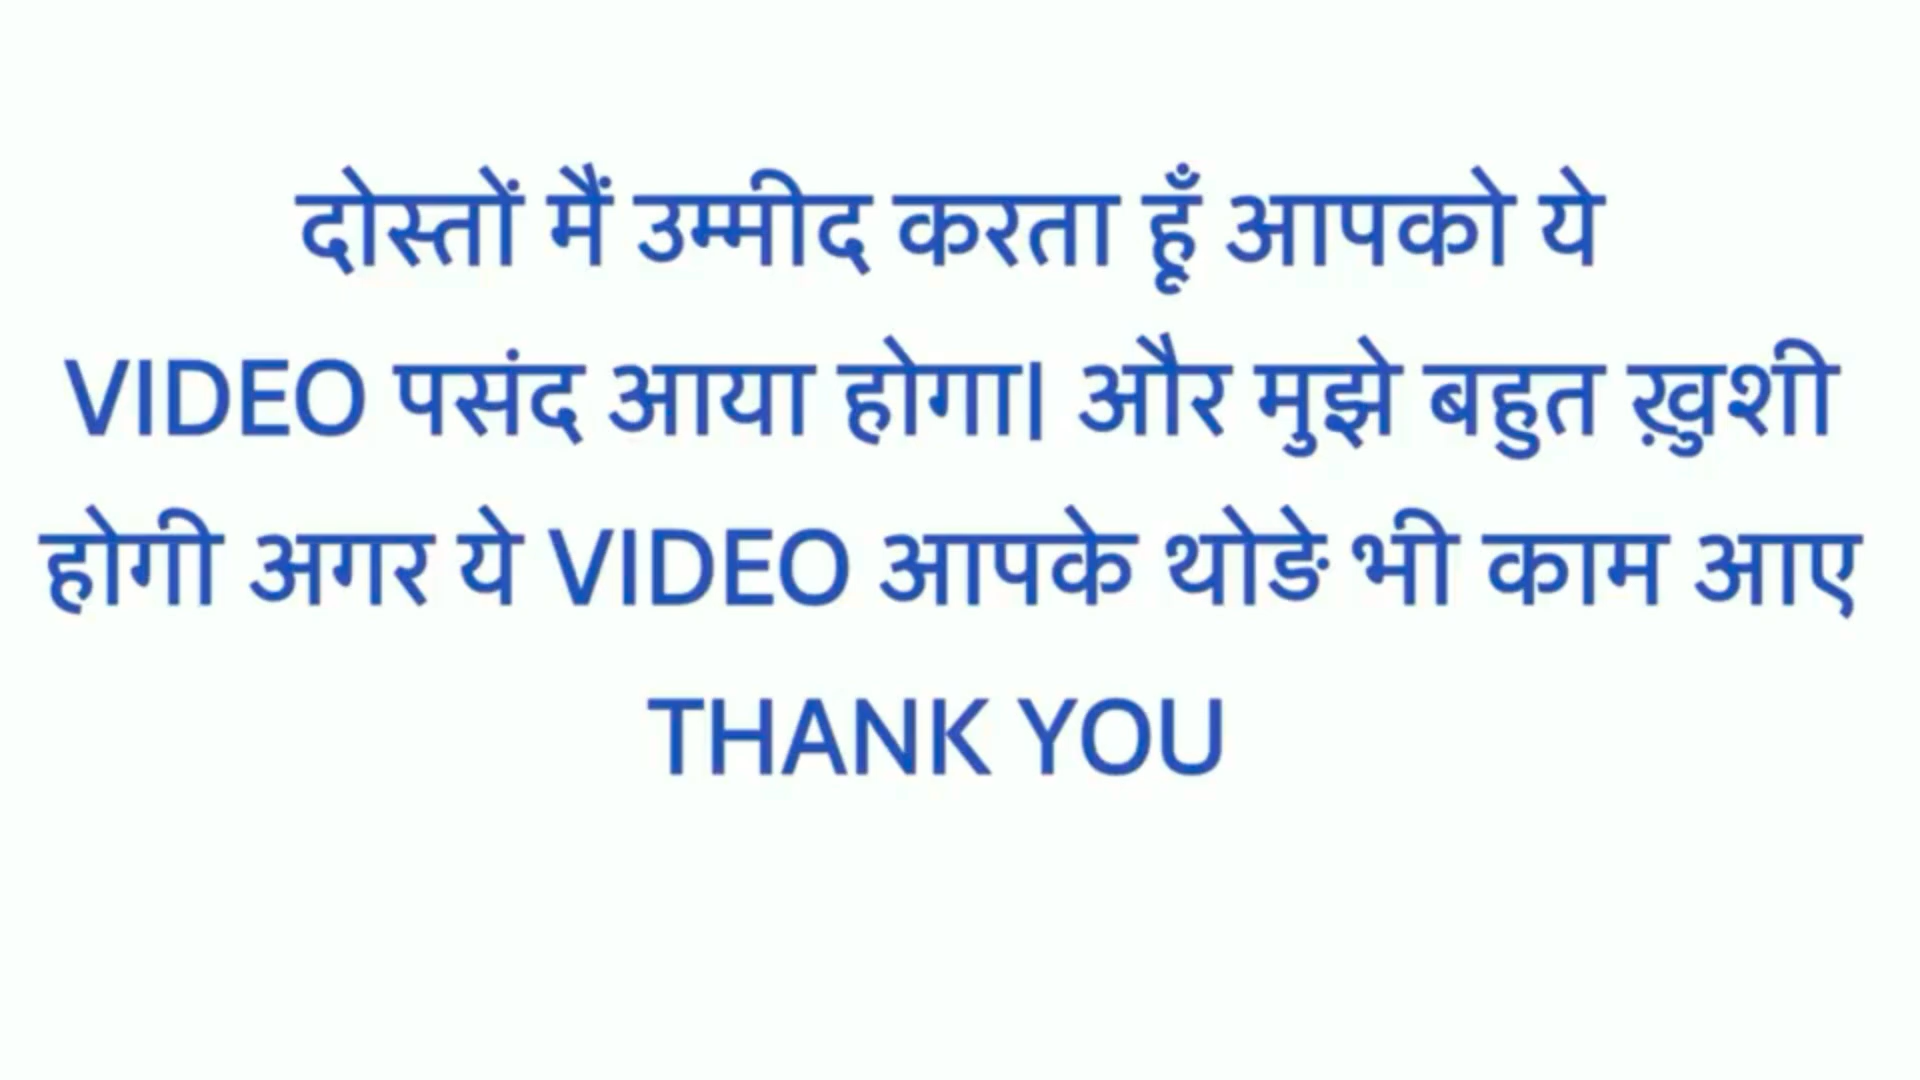 दोस्तों मैं उम्मीद करता हूँ आपको ये
VIDEO पसंद आया होगा। और मुझे बहुत ख़ुशी
होगी अगर ये VIDEO आपके थोङे भी काम आए
THANK YOU